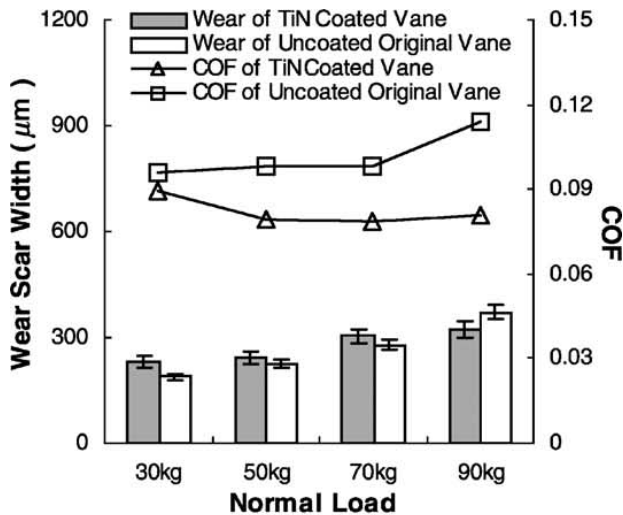 1200
900
600
300
0
Wear Scar Width ( μm )
Wear of TiN Coated Vane
Wear of Uncoated Original Vane
COF of TiN Coated Vane
COF of Uncoated Original Vane
0.15
0.12
0.09
0.06
0.03
0
COF
30kg 50kg 70kg 90kg
Normal Load